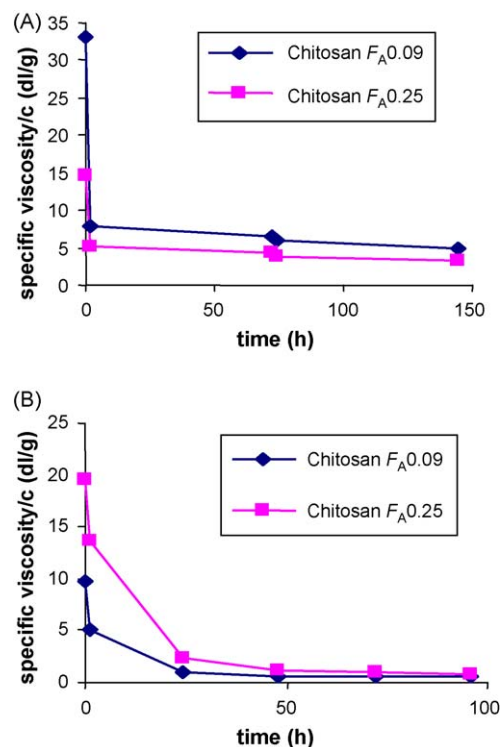 (A)
specific viscosity/c (dl/g)
35
30
25
20
15
10
5
0
0 50 100 150
time (h)
Chitosan FA0.09
Chitosan FA0.25
(B)
specific viscosity/c (dl/g)
25
20
15
10
5
0
0 50 100
time (h)
Chitosan FA0.09
Chitosan FA0.25